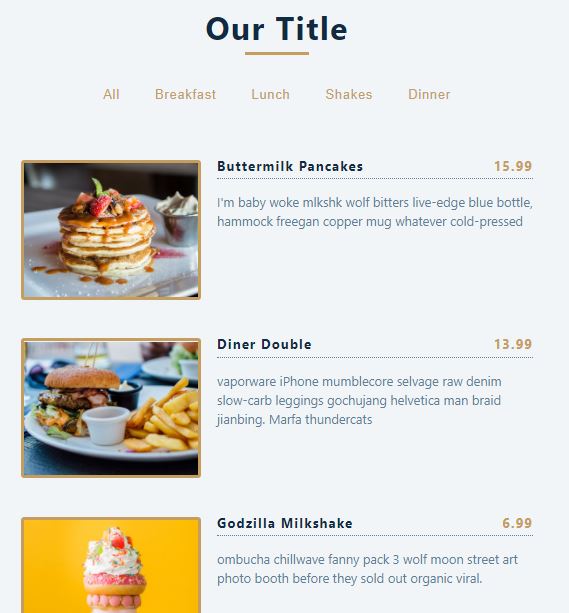 Our Title
All Breakfast Lunch Shakes Dinner
Buttermilk Pancakes 15.99
I'm baby woke mlkshk wolf bitters live-edge blue bottle,
hammock freegan copper mug whatever cold-pressed
Diner Double 13.99
vaporware iPhone mumblecore selvage raw denim
slow-carb leggings gochujang helvetica man braid
jianbing. Marfa thundercats
Godzilla Milkshake 6.99
ombucha chillwave fanny pack 3 wolf moon street art
photo booth before they sold out organic viral.